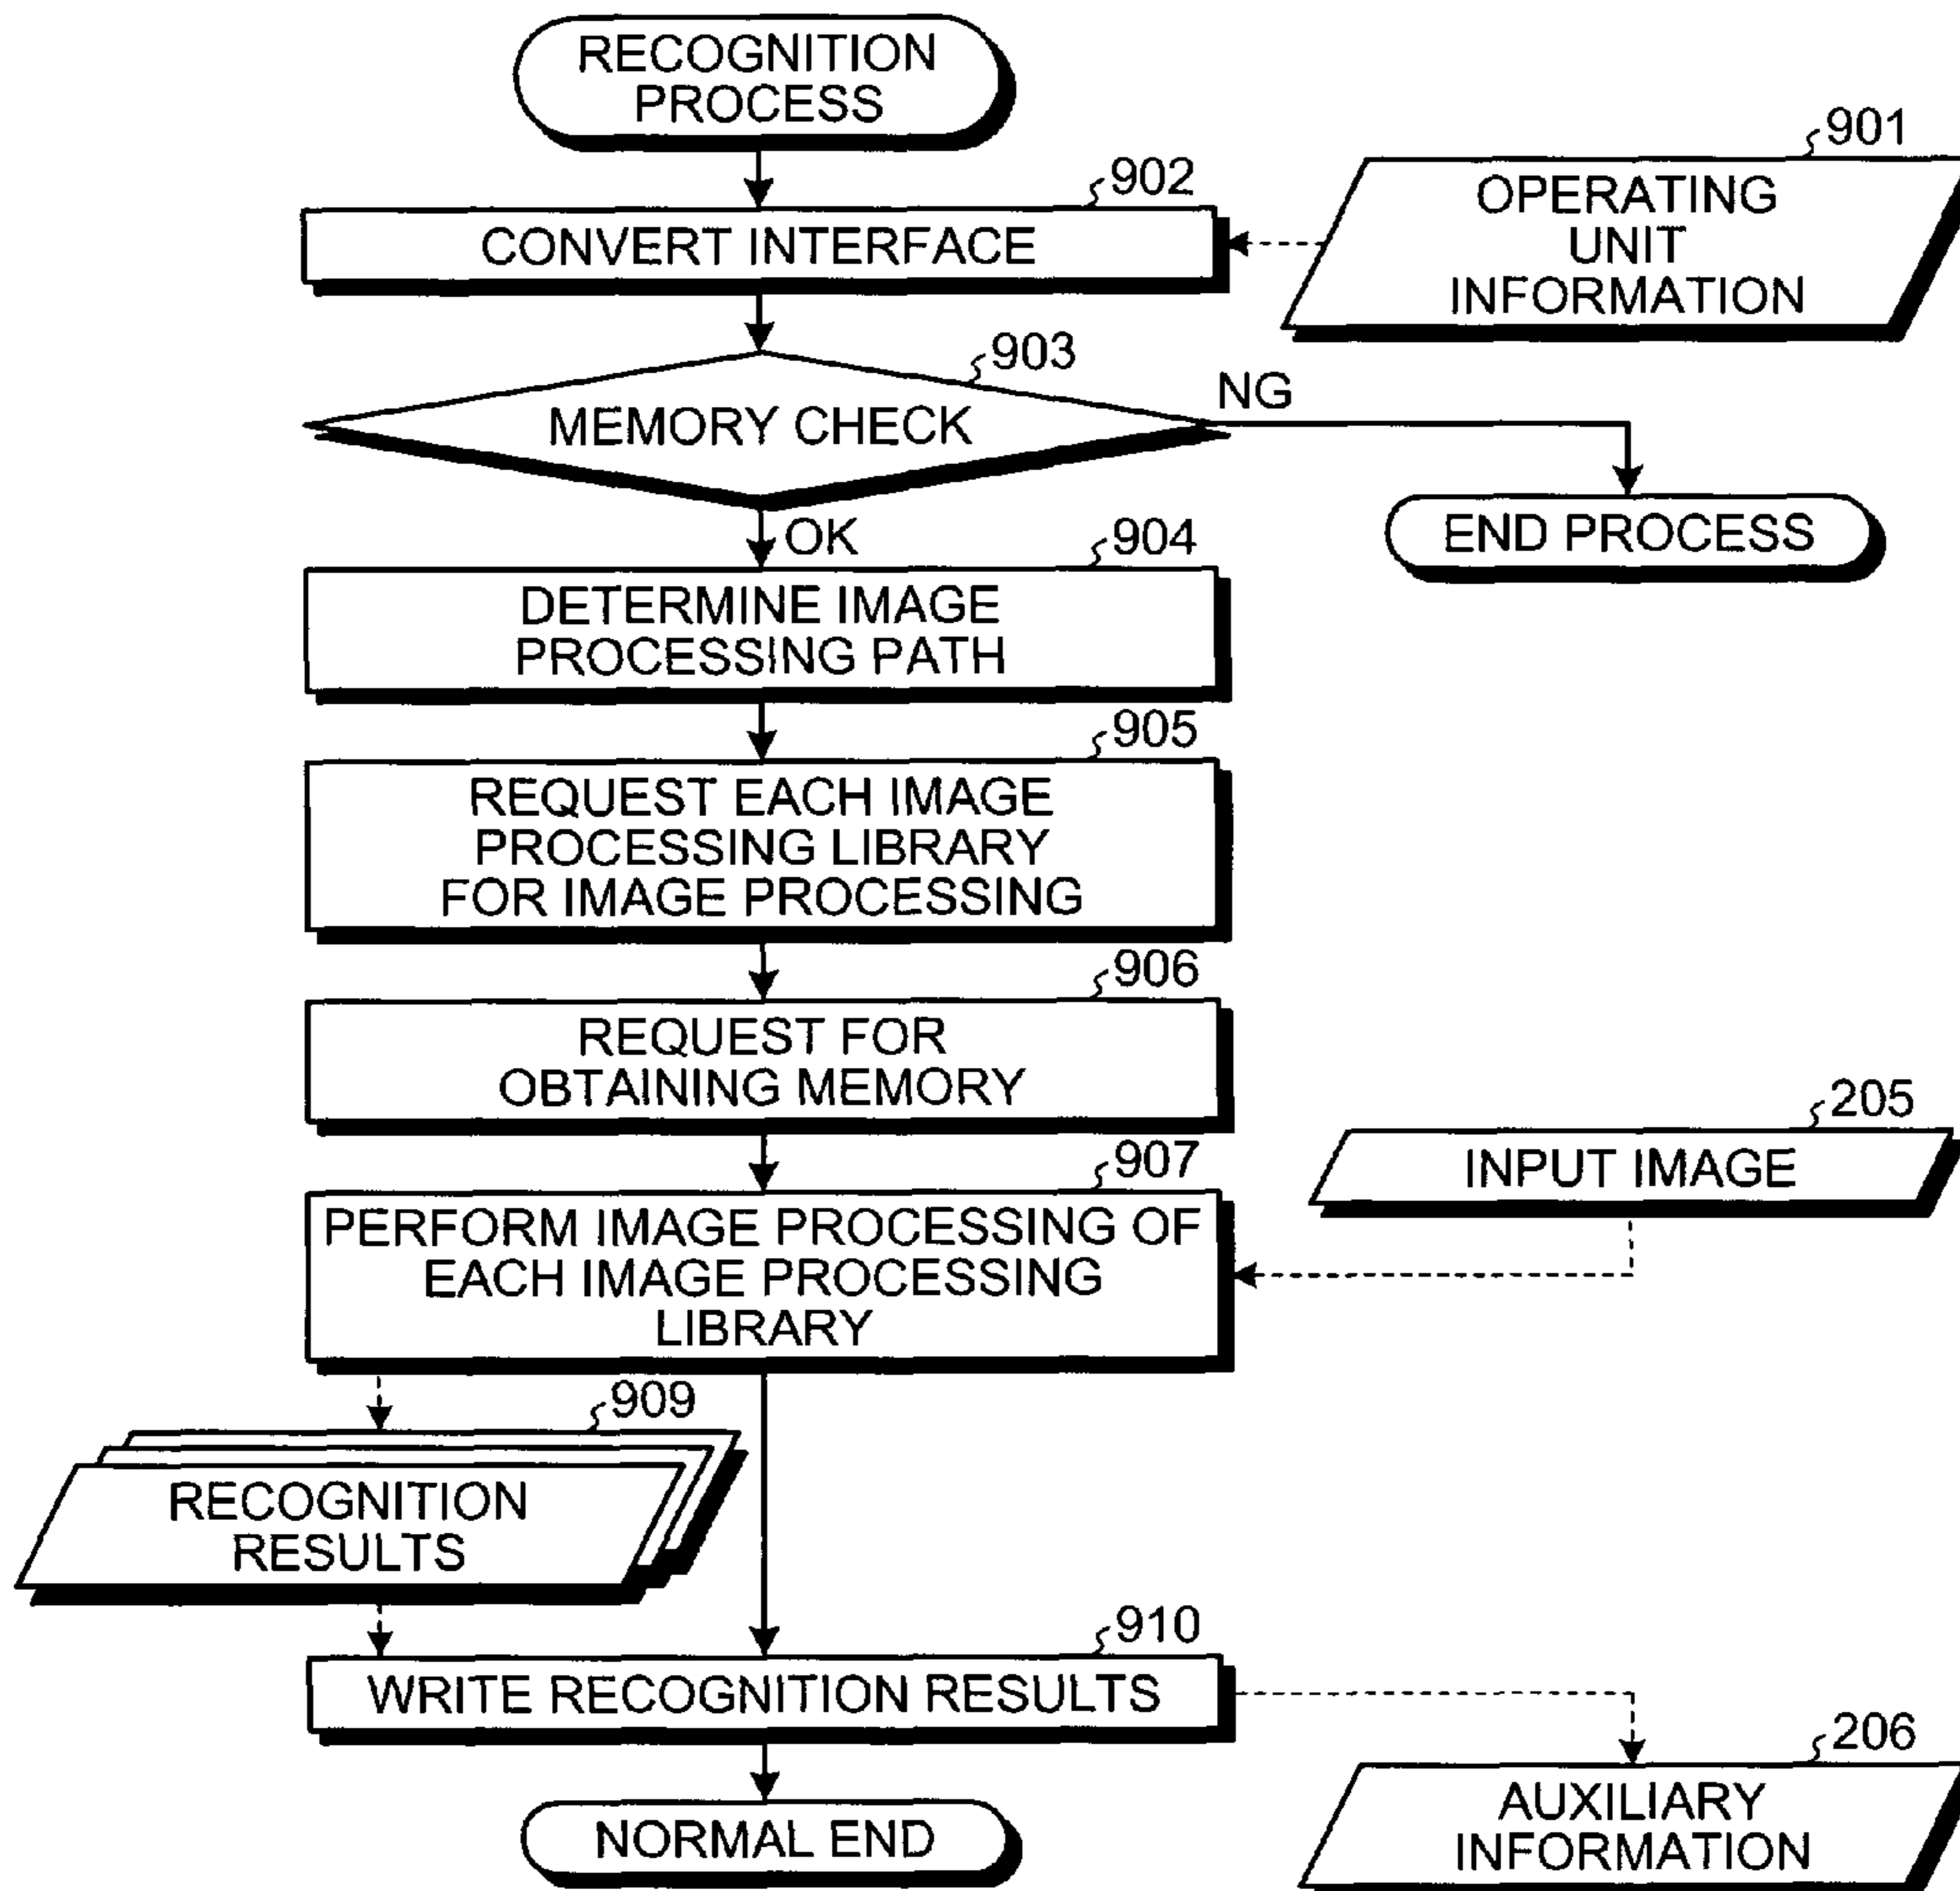 RECOGNITION
PROCESS
901
OPERATING
UNIT
INFORMATION
902
CONVERT INTERFACE
903
MEMORY CHECK
NG
END PROCESS
OK
904
DETERMINE IMAGE
PROCESSING PATH
905
REQUEST EACH IMAGE
PROCESSING LIBRARY
FOR IMAGE PROCESSING
906
REQUEST FOR
OBTAINING MEMORY
205
INPUT IMAGE
907
PERFORM IMAGE PROCESSING OF
EACH IMAGE PROCESSING
LIBRARY
909
RECOGNITION
RESULTS
910
WRITE RECOGNITION RESULTS
206
AUXILIARY
INFORMATION
NORMAL END